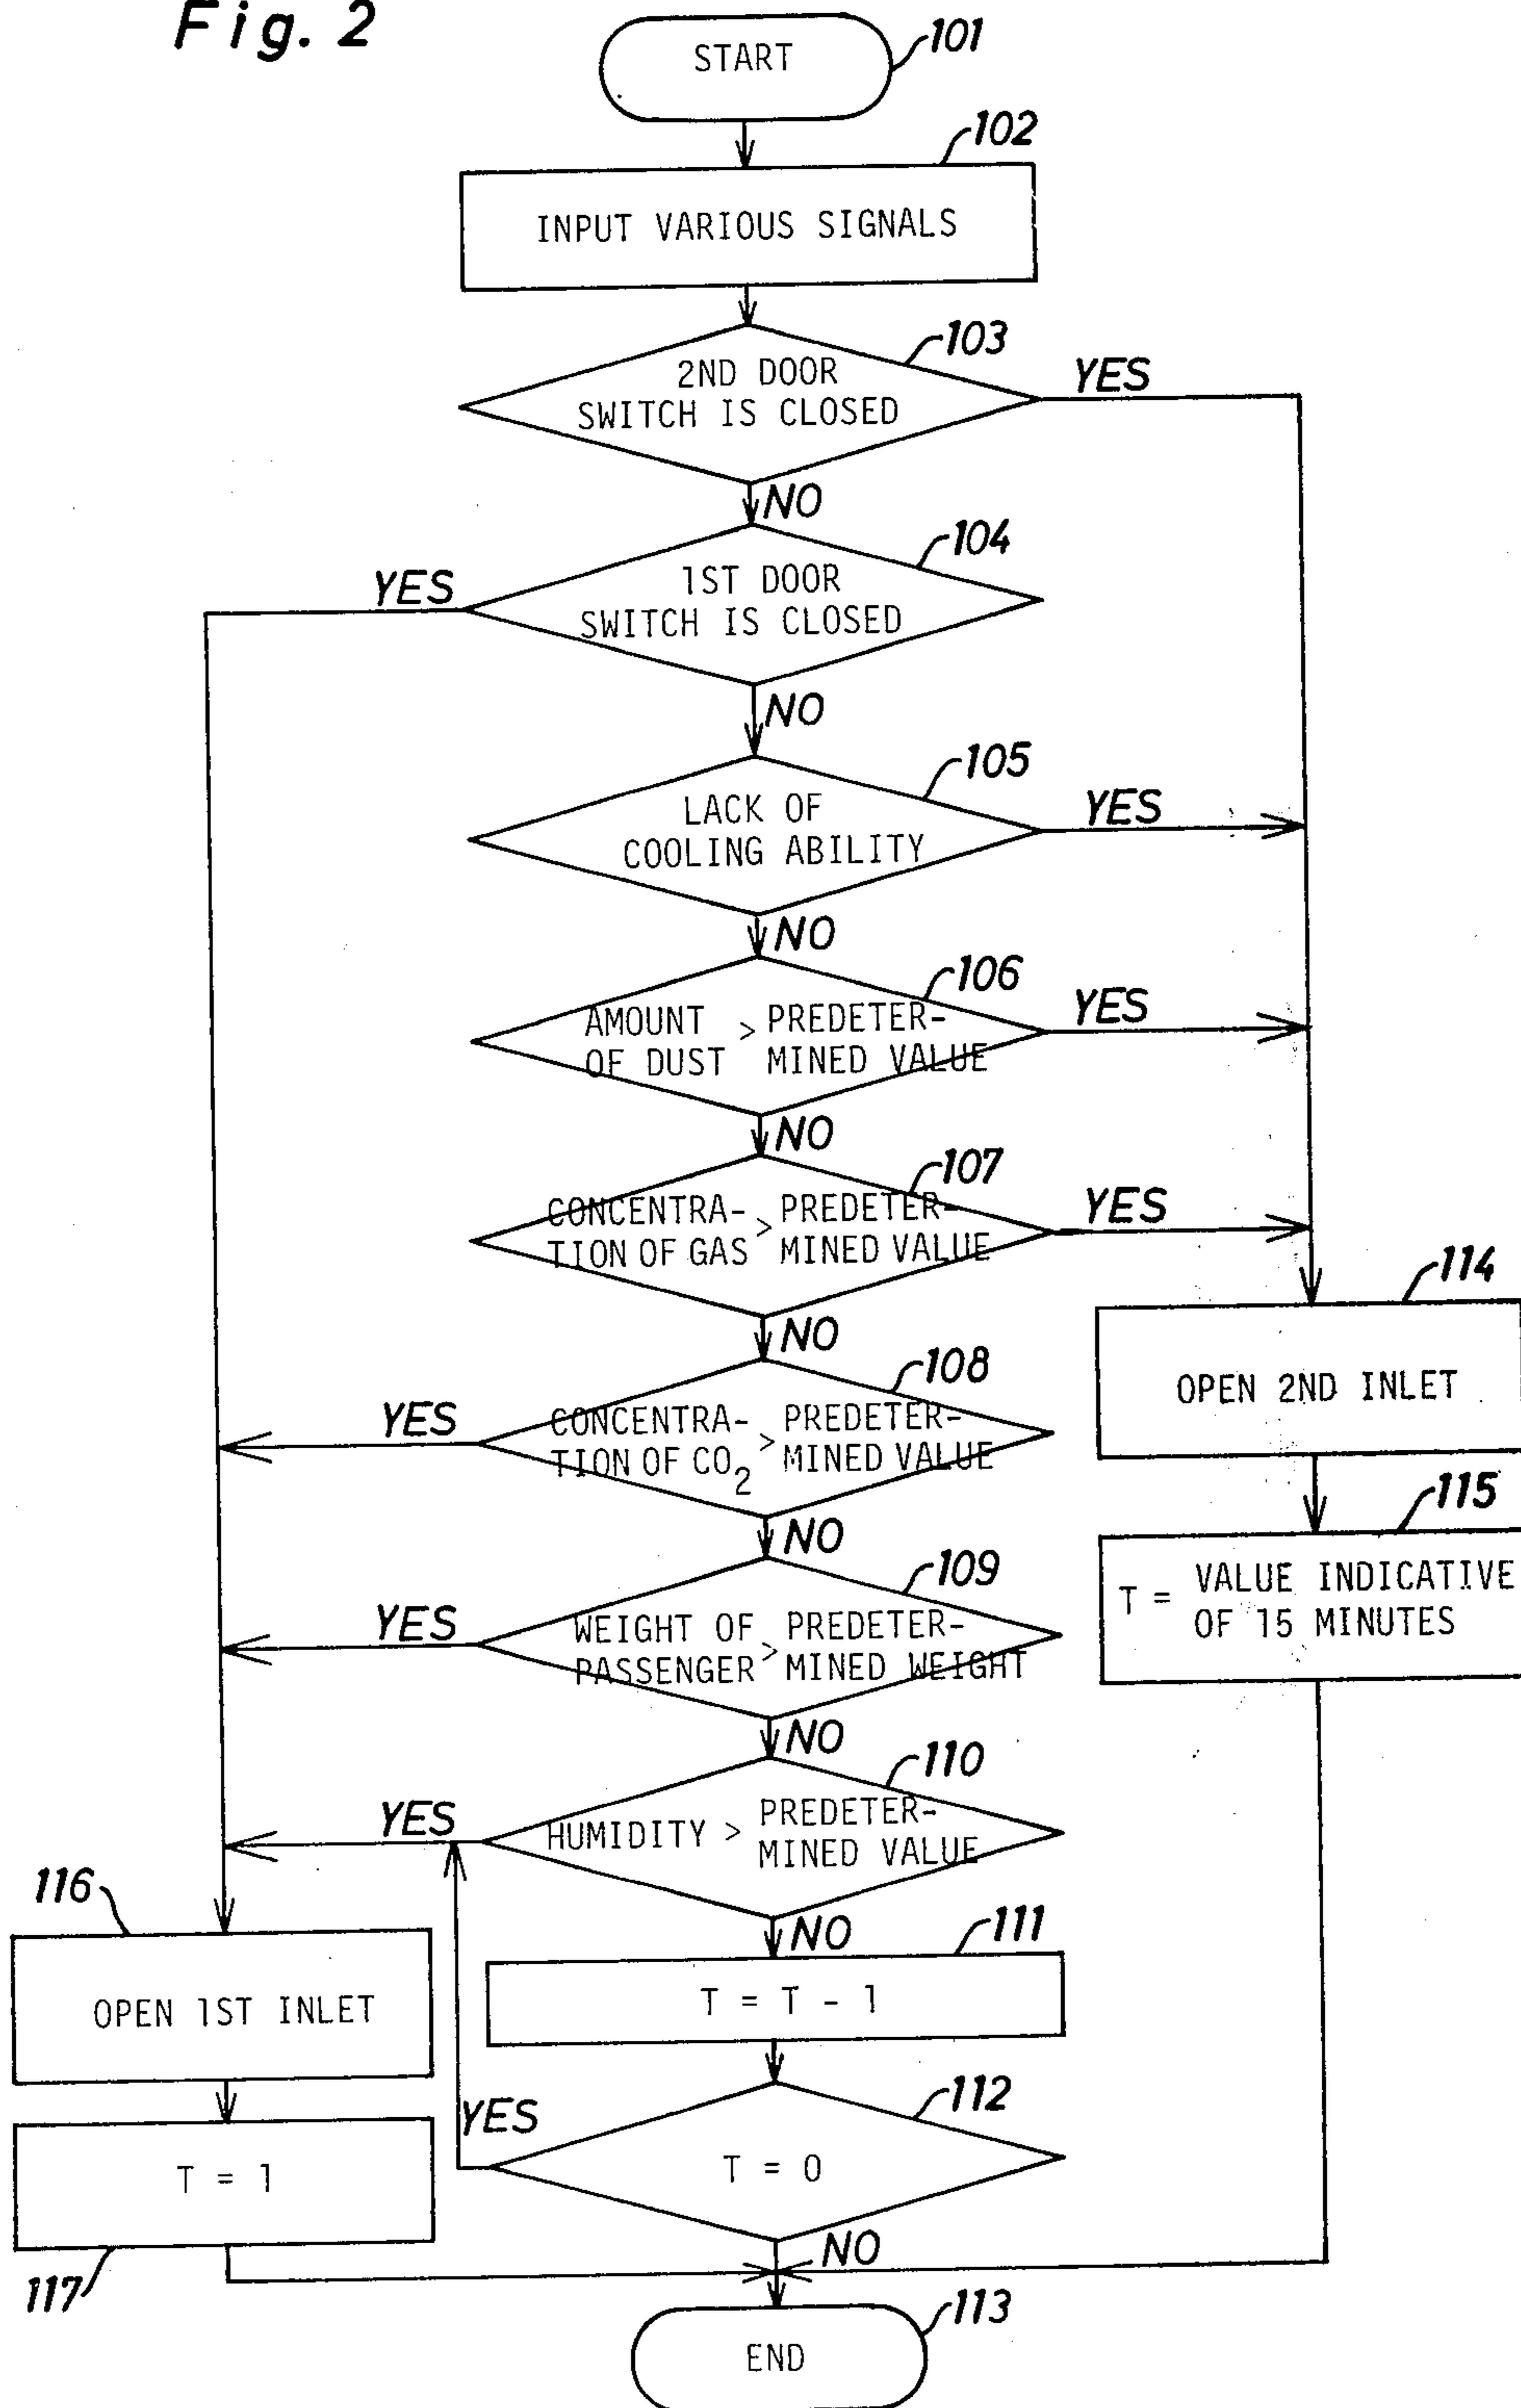 Fig. 2
START
101
102
INPUT VARIOUS SIGNALS
103
2ND DOOR
SWITCH IS CLOSED
YES
NO
104
1ST DOOR
SWITCH IS CLOSED
YES
NO
105
LACK OF
COOLING ABILITY
YES
NO
106
AMOUNT
OF DUST
>
PREDETER-
MINED VALUE
YES
NO
107
CONCENTRA-
TION OF GAS
>
PREDETER-
MINED VALUE
YES
NO
108
CONCENTRA-
TION OF CO2
>
PREDETER-
MINED VALUE
YES
NO
114
OPEN 2ND INLET
115
T =
VALUE INDICATIVE
OF 15 MINUTES
109
WEIGHT OF
PASSENGER
>
PREDETER-
MINED WEIGHT
YES
NO
110
HUMIDITY >
PREDETER-
MINED VALUE
YES
NO
116
OPEN 1ST INLET
111
T = T - 1
112
T = 0
YES
NO
T = 1
117
113
END